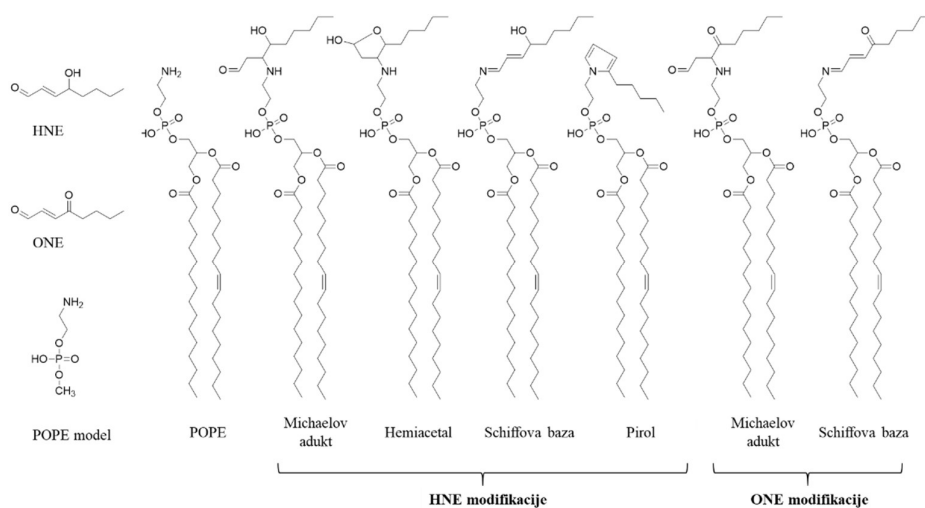 HNE
ONE
POPE model
POPE
Michaelov
adukt
Hemiacetal
Schiffova baza
Pirol
Michaelov
adukt
Schiffova baza
HNE modifikacije
ONE modifikacije